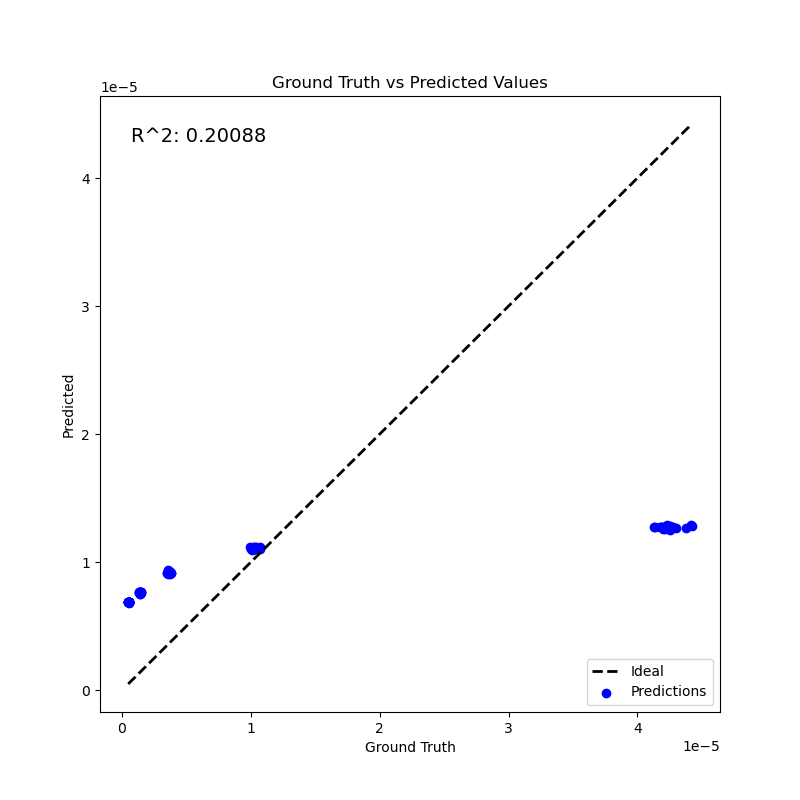 Ground Truth vs Predicted Values
1e−5
R^2: 0.20088
4
3
2
1
0
Predicted
Ideal
Predictions
0 1 2 3 4
1e−5
Ground Truth